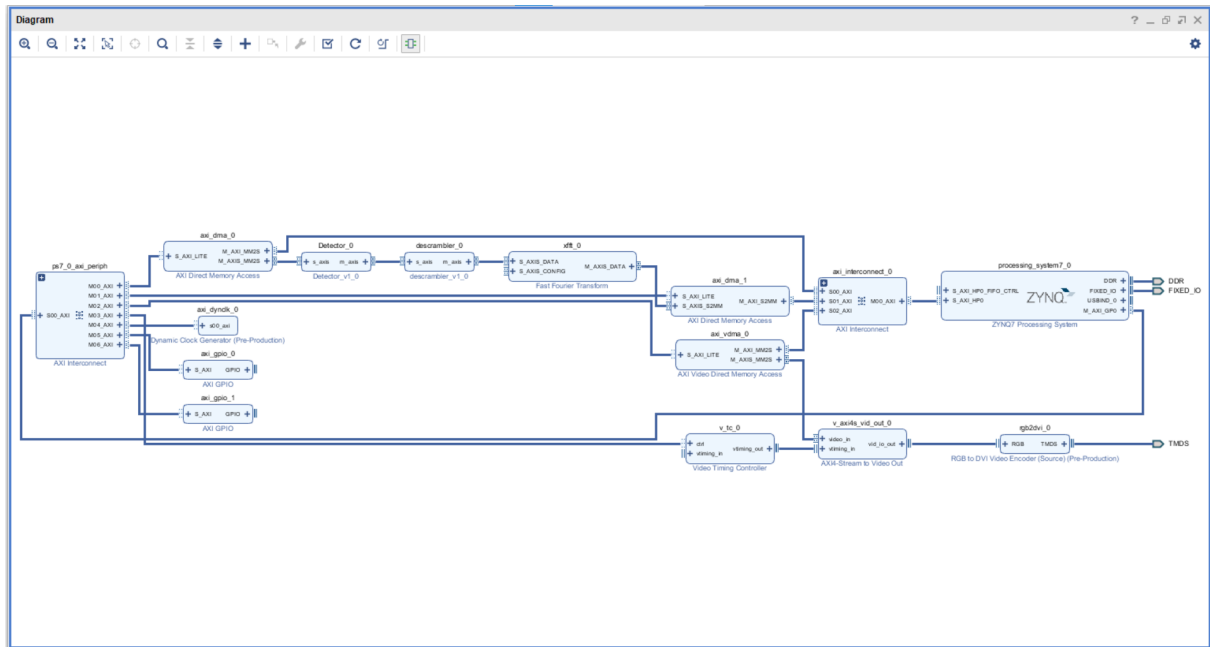 Diagram
ps7_0_axi_periph
S00_AXI
M00_AXI
M01_AXI
M02_AXI
M03_AXI
M04_AXI
M05_AXI
M06_AXI
AXI Interconnect
axi_dma_0
S_AXI_LITE
M_AXI_MM2S
M_AXIS_MM2S
AXI Direct Memory Access
Detector_0
s_axis m_axis
Detector_v1_0
descrambler_0
s_axis m_axis
descrambler_v1_0
xfft_0
S_AXIS_DATA
S_AXIS_CONFIG
M_AXIS_DATA
Fast Fourier Transform
axi_dynclk_0
s00_axi
Dynamic Clock Generator (Pre-Production)
axi_gpio_0
S_AXI GPIO
AXI GPIO
axi_gpio_1
S_AXI GPIO
AXI GPIO
axi_dma_1
S_AXI_LITE
S_AXIS_S2MM
M_AXI_S2MM
AXI Direct Memory Access
axi_vdma_0
S_AXI_LITE
M_AXI_MM2S
M_AXIS_MM2S
AXI Video Direct Memory Access
axi_interconnect_0
S00_AXI
S01_AXI
S02_AXI
M00_AXI
AXI Interconnect
processing_system7_0
S_AXI_HP0_FIFO_CTRL
S_AXI_HP0
ZYNQ
DDR
FIXED_IO
USBIND_0
M_AXI_GP0
ZYNQ7 Processing System
DDR
FIXED_IO
v_tc_0
ctrl
vtiming_in
vtiming_out
Video Timing Controller
v_axi4s_vid_out_0
video_in
vtiming_in
vid_io_out
AXI4-Stream to Video Out
rgb2dvi_0
RGB TMDS
RGB to DVI Video Encoder (Source) (Pre-Production)
TMDS